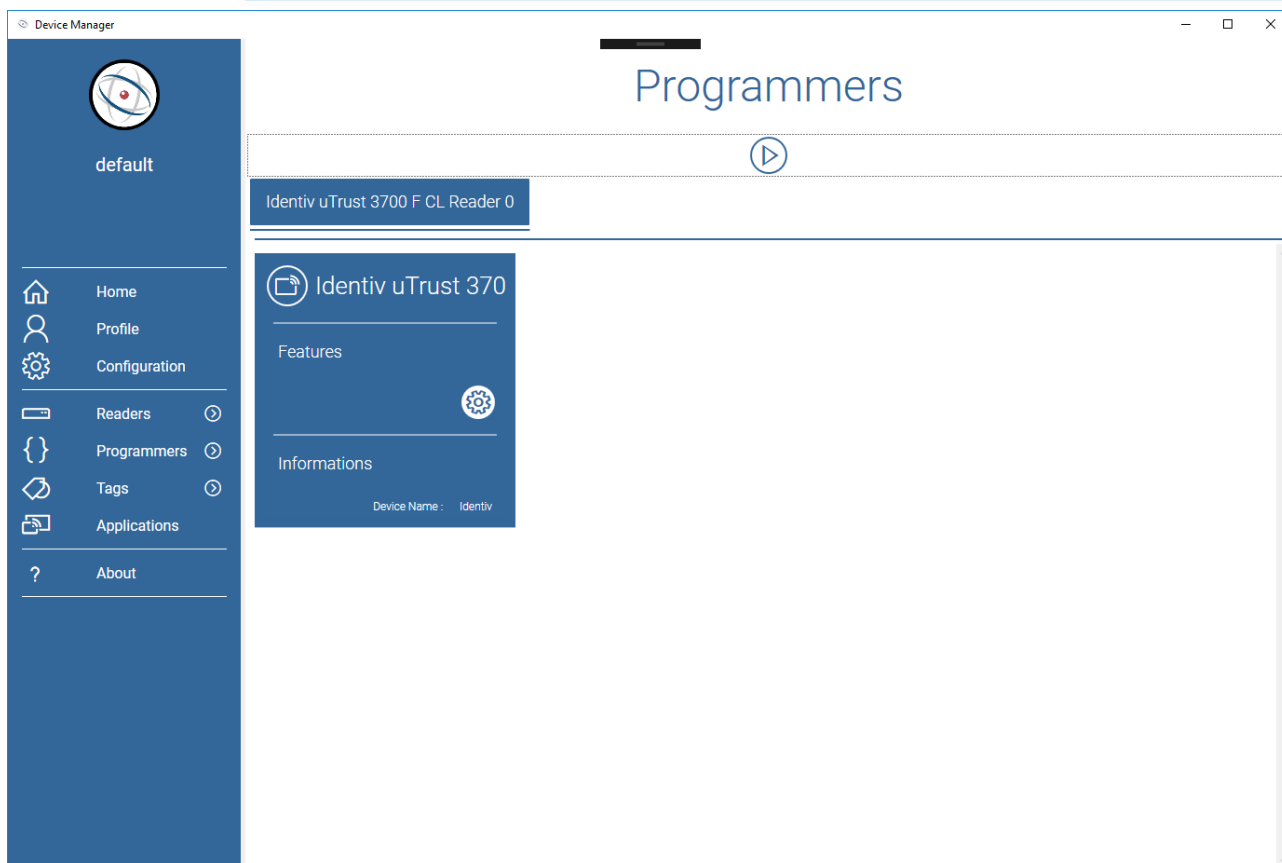 Device Manager
Programmers
default
Identiv uTrust 3700 F CL Reader 0
Identiv uTrust 370
Features
Informations
Device Name : Identiv
Home
Profile
Configuration
Readers
Programmers
Tags
Applications
? About